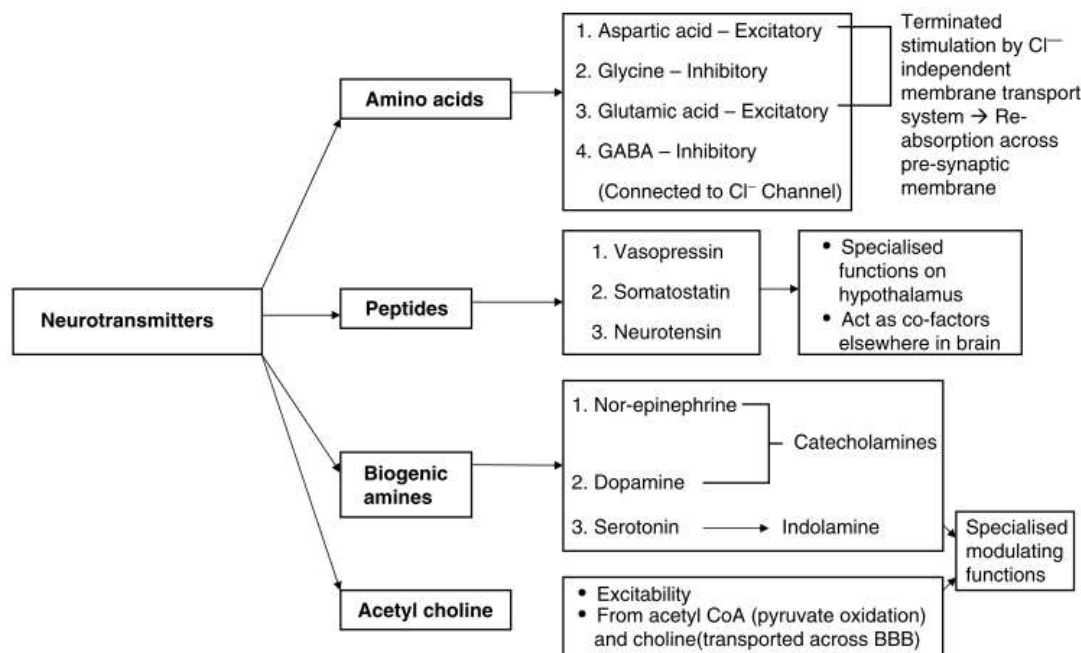 Neurotransmitters
Amino acids
1. Aspartic acid – Excitatory
2. Glycine – Inhibitory
3. Glutamic acid – Excitatory
4. GABA – Inhibitory
(Connected to Cl⁻ Channel)
Terminated
stimulation by Cl⁻
independent
membrane transport
system → Re-
absorption across
pre-synaptic
membrane
Peptides
1. Vasopressin
2. Somatostatin
3. Neurotensin
• Specialised
functions on
hypothalamus
• Act as co-factors
elsewhere in brain
Biogenic
amines
1. Nor-epinephrine
Catecholamines
2. Dopamine
3. Serotonin → Indolamine
Specialised
modulating
functions
Acetyl choline
• Excitability
• From acetyl CoA (pyruvate oxidation)
and choline(transported across BBB)